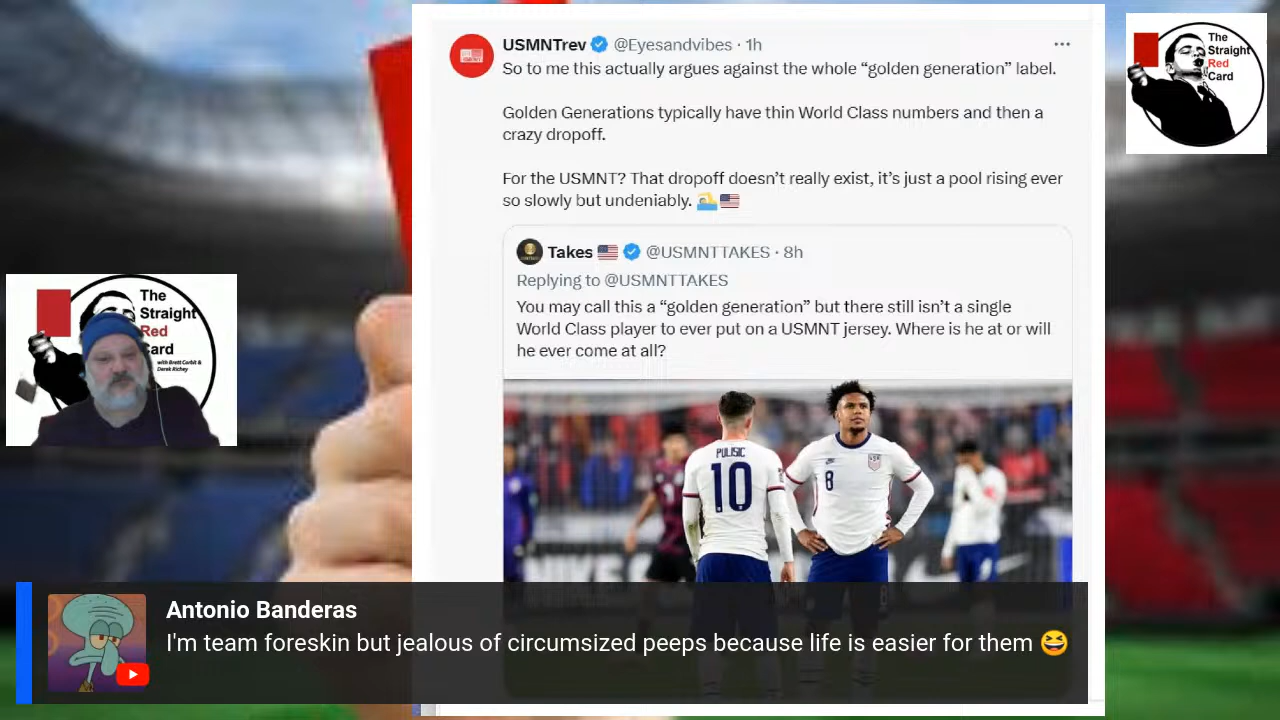 USMNTrev @Eyesandvibes · 1h
So to me this actually argues against the whole “golden generation” label.
Golden Generations typically have thin World Class numbers and then a
crazy dropoff.
For the USMNT? That dropoff doesn’t really exist, it’s just a pool rising ever
so slowly but undeniably. 🏊🇺🇸
Takes 🇺🇸 @USMNTTAKES · 8h
Replying to @USMNTTAKES
You may call this a “golden generation” but there still isn’t a single
World Class player to ever put on a USMNT jersey. Where is he at or will
he ever come at all?
PULISIC
10
8
The
Straight
Red
Card
The
Straight
Red
Card
with Brett Corbit &
Derek Richey
Antonio Banderas
I'm team foreskin but jealous of circumsized peeps because life is easier for them 😆